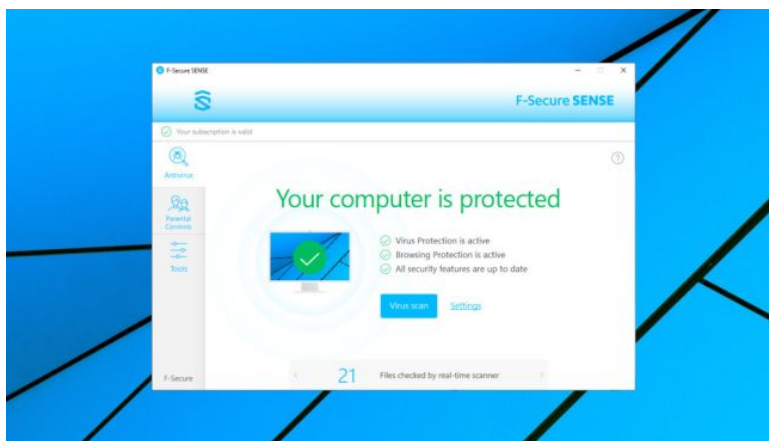 F-Secure SENSE
F-Secure SENSE
Your subscription is valid
Antivirus
?
Parental
Controls
Tools
Your computer is protected
Virus Protection is active
Browsing Protection is active
All security features are up to date
Virus scan
Settings
21
Files checked by real-time scanner
F-Secure